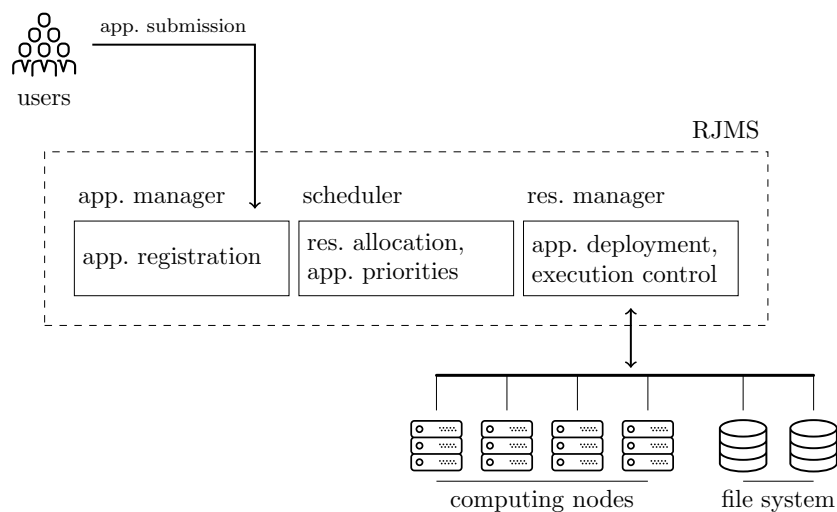 app. submission
users
RJMS
app. manager
scheduler
res. manager
app. registration
res. allocation,
app. priorities
app. deployment,
execution control
computing nodes
file system